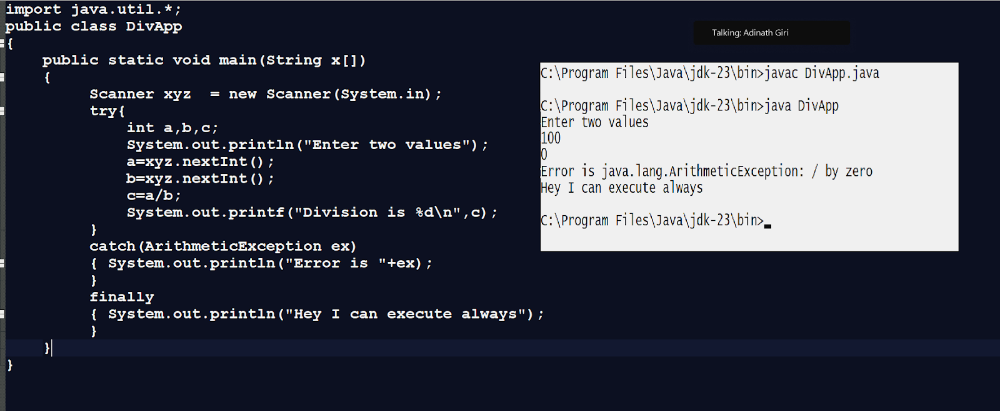 import java.util.*;
public class DivApp
{
    public static void main(String x[])
    {
         Scanner xyz  = new Scanner(System.in);
         try{
             int a,b,c;
             System.out.println("Enter two values");
             a=xyz.nextInt();
             b=xyz.nextInt();
             c=a/b;
             System.out.printf("Division is %d\n",c);
         }
         catch(ArithmeticException ex)
         { System.out.println("Error is "+ex);
         }
         finally
         { System.out.println("Hey I can execute always");
         }
    }
}
Talking: Adinath Giri
C:\Program Files\Java\jdk-23\bin>javac DivApp.java
C:\Program Files\Java\jdk-23\bin>java DivApp
Enter two values
100
0
Error is java.lang.ArithmeticException: / by zero
Hey I can execute always
C:\Program Files\Java\jdk-23\bin>